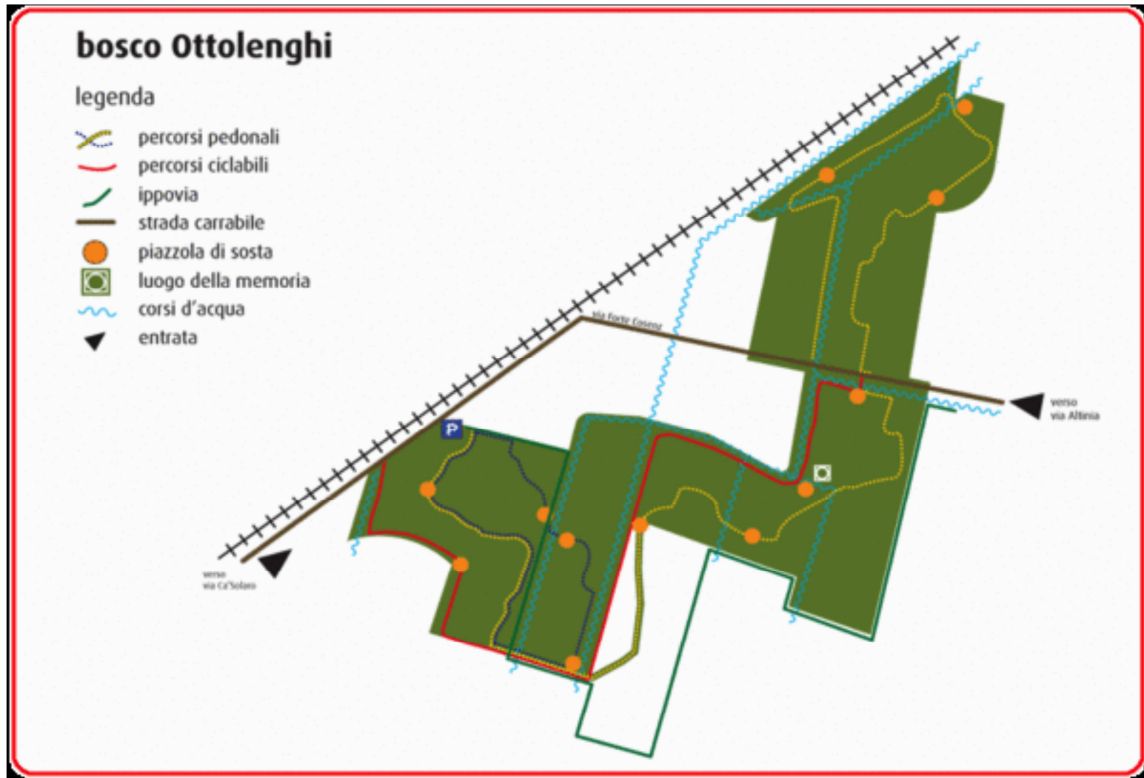 bosco Ottolenghi
legenda
percorsi pedonali
percorsi ciclabili
ippovia
strada carrabile
piazzola di sosta
luogo della memoria
corsi d'acqua
entrata
via Forte Cosenz
P
verso
via Altinia
verso
via Ca'Solaro